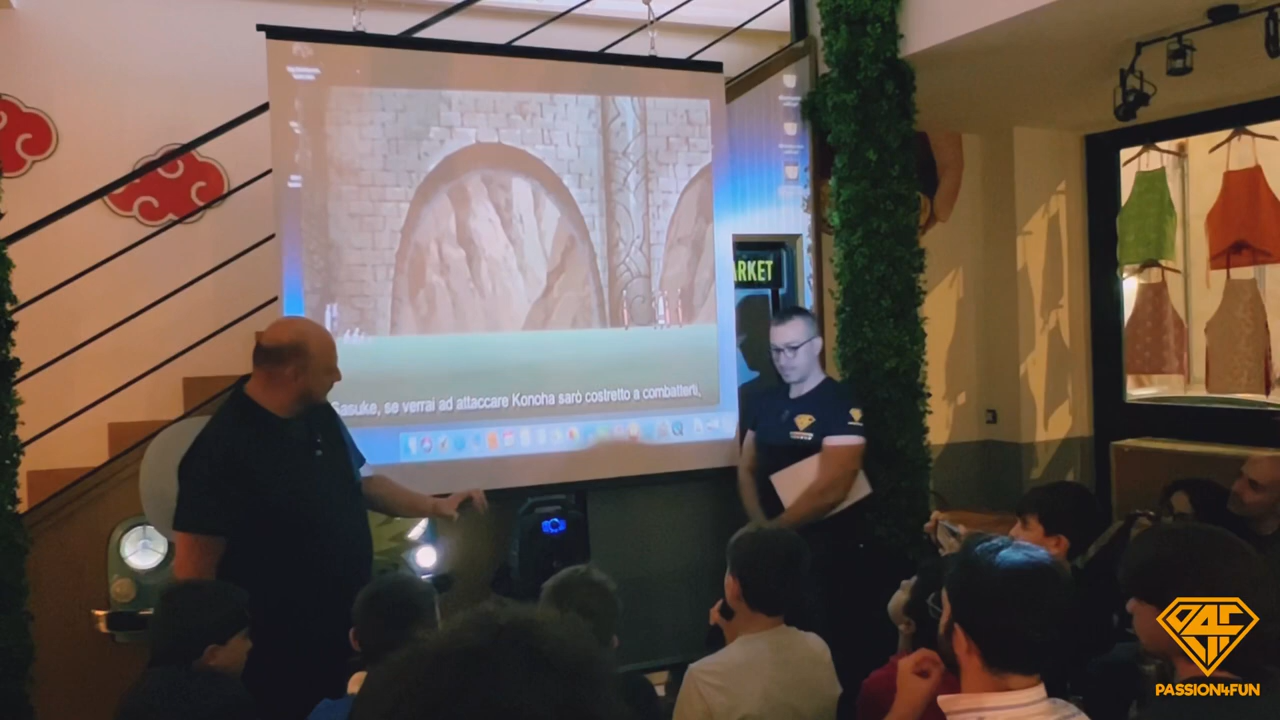 ARKET
Sasuke, se verrai ad attaccare Konoha sarò costretto a combatterti,
PASSION4FUN